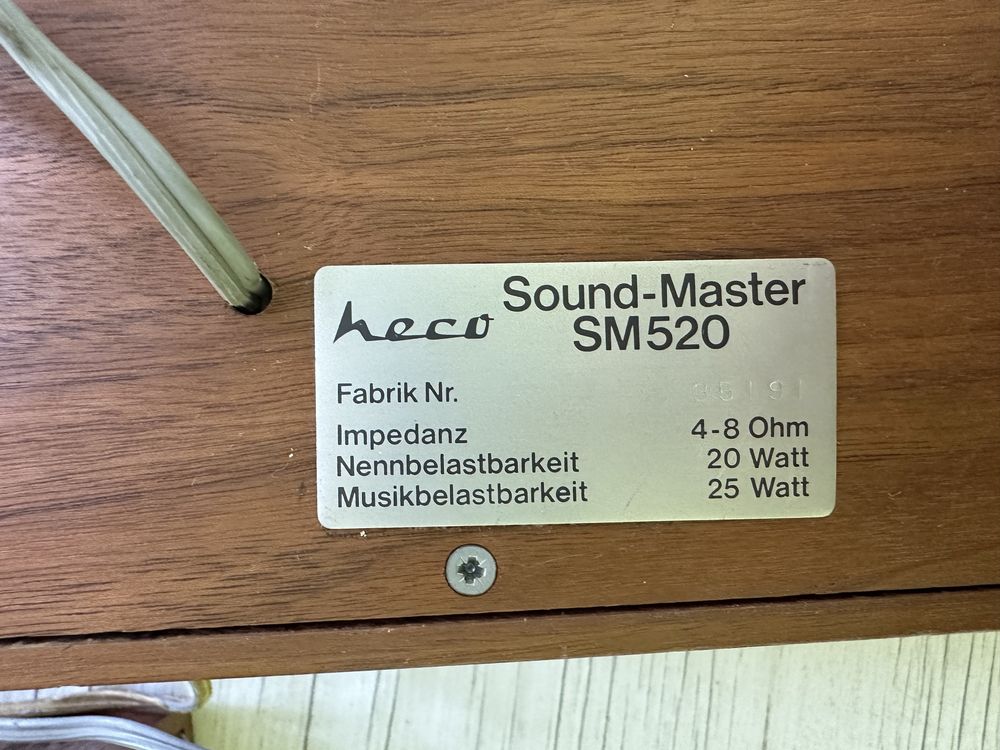 heco Sound-Master
SM520
Fabrik Nr.
Impedanz 4-8 Ohm
Nennbelastbarkeit 20 Watt
Musikbelastbarkeit 25 Watt